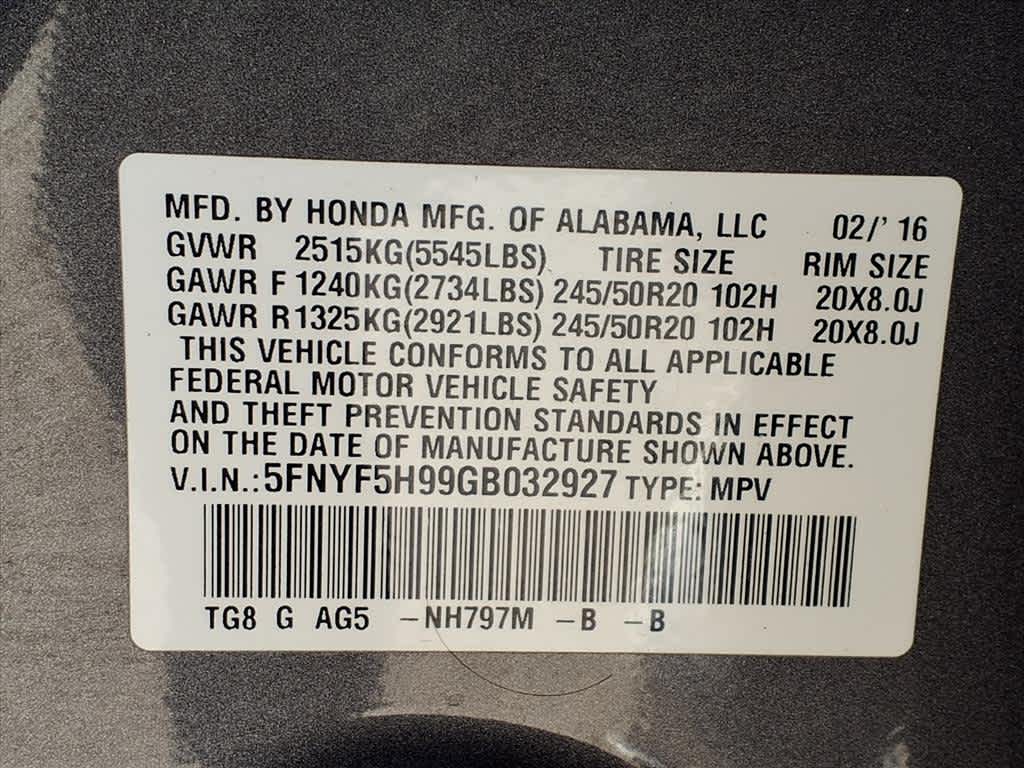 MFD. BY HONDA MFG. OF ALABAMA, LLC 02/' 16
GVWR 2515KG(5545LBS) TIRE SIZE RIM SIZE
GAWR F 1240KG(2734LBS) 245/50R20 102H 20X8.0J
GAWR R1325KG(2921LBS) 245/50R20 102H 20X8.0J
THIS VEHICLE CONFORMS TO ALL APPLICABLE
FEDERAL MOTOR VEHICLE SAFETY
AND THEFT PREVENTION STANDARDS IN EFFECT
ON THE DATE OF MANUFACTURE SHOWN ABOVE.
V.I.N.:5FNYF5H99GB032927 TYPE: MPV
TG8 G AG5 -NH797M -B -B